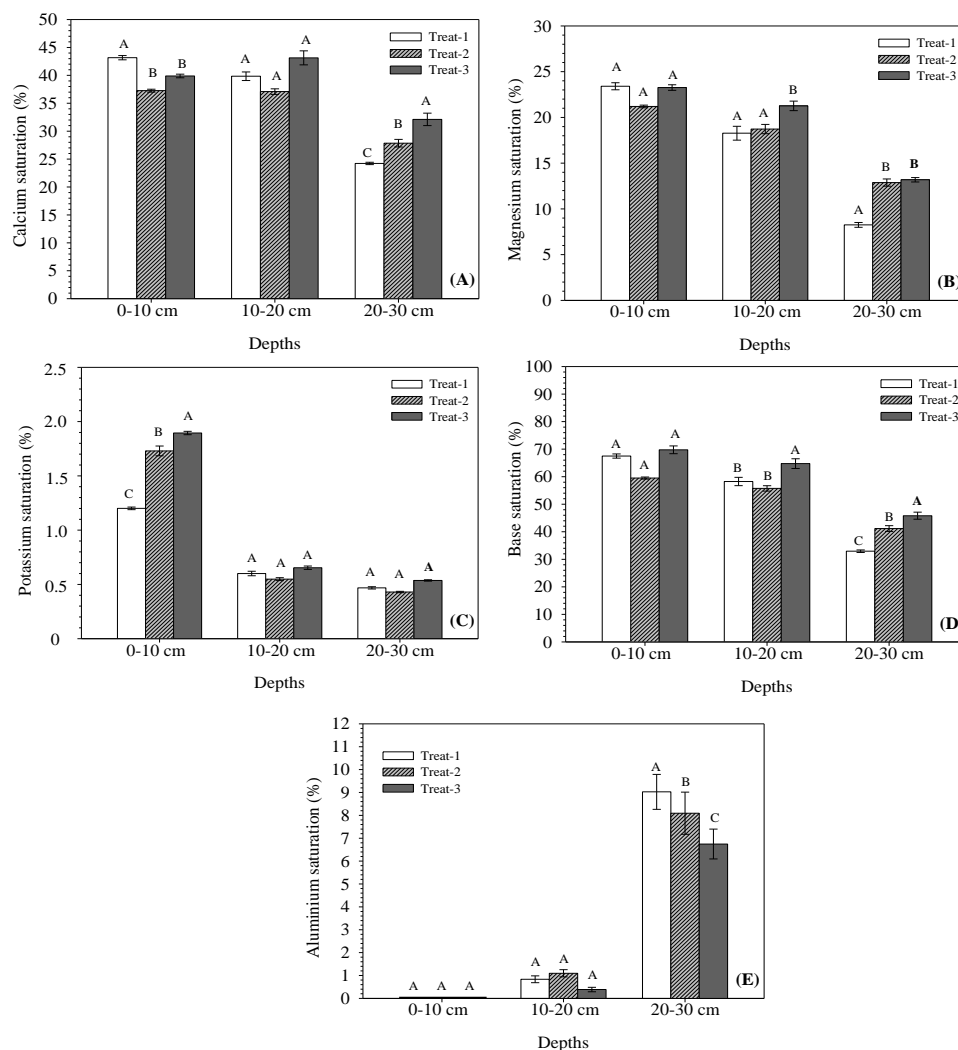 50
45
40
35
30
25
20
15
10
5
0
Calcium saturation (%)
Treat-1
Treat-2
Treat-3
A
B
B
A
A
A
C
B
A
(A)
0-10 cm
10-20 cm
20-30 cm
Depths
30
25
20
15
10
5
0
Magnesium saturation (%)
Treat-1
Treat-2
Treat-3
A
A
A
A
A
B
A
B
B
(B)
0-10 cm
10-20 cm
20-30 cm
Depths
2.5
2.0
1.5
1.0
0.5
0
Potassium saturation (%)
Treat-1
Treat-2
Treat-3
C
B
A
A
A
A
A
A
A
(C)
0-10 cm
10-20 cm
20-30 cm
Depths
100
90
80
70
60
50
40
30
20
10
0
Base saturation (%)
Treat-1
Treat-2
Treat-3
A
A
A
B
B
A
C
B
A
(D)
0-10 cm
10-20 cm
20-30 cm
Depths
12
11
10
9
8
7
6
5
4
3
2
1
0
Aluminium saturation (%)
Treat-1
Treat-2
Treat-3
A
A
A
A
A
A
A
B
C
(E)
0-10 cm
10-20 cm
20-30 cm
Depths